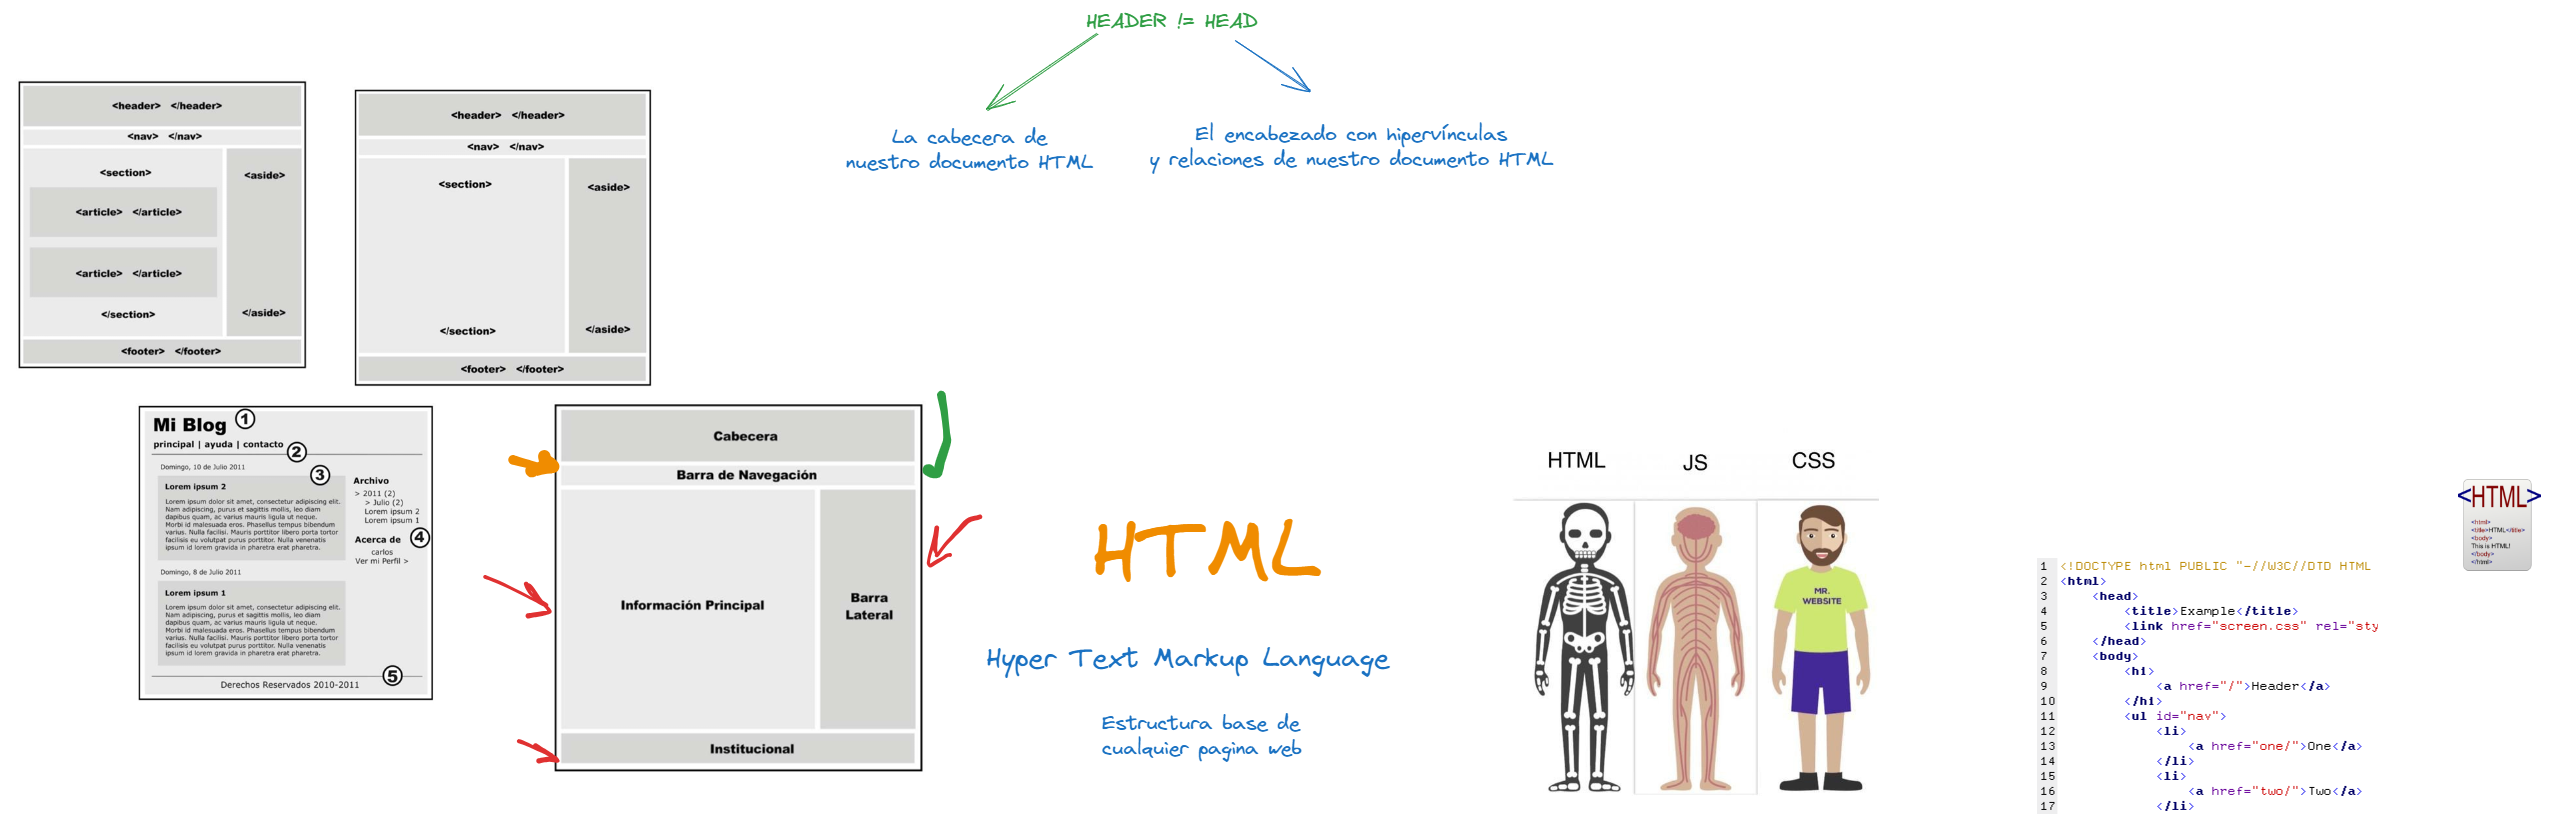 HEADER != HEAD
La cabecera de
nuestro documento HTML
El encabezado con hipervínculas
y relaciones de nuestro documento HTML
<header> </header>
<nav> </nav>
<section>
<article> </article>
<article> </article>
</section>
<aside>
</aside>
<footer> </footer>
<header> </header>
<nav> </nav>
<section>
</section>
<aside>
</aside>
<footer> </footer>
Mi Blog 1
principal | ayuda | contacto
2
Domingo, 10 de Julio 2011
3
Lorem ipsum 2
Lorem ipsum dolor sit amet, consectetur adipiscing elit.
Nam adipiscing, purus et sagittis mollis, leo diam
dapibus quam, ac varius mauris ligula ut neque.
Morbi id malesuada eros. Phasellus tempus bibendum
varius. Nulla facilisi. Mauris porttitor libero porta tortor
facilisis eu volutpat purus porttitor. Nulla venenatis
ipsum id lorem gravida in pharetra erat pharetra.
Domingo, 8 de Julio 2011
Lorem ipsum 1
Lorem ipsum dolor sit amet, consectetur adipiscing elit.
Nam adipiscing, purus et sagittis mollis, leo diam
dapibus quam, ac varius mauris ligula ut neque.
Morbi id malesuada eros. Phasellus tempus bibendum
varius. Nulla facilisi. Mauris porttitor libero porta tortor
facilisis eu volutpat purus porttitor. Nulla venenatis
ipsum id lorem gravida in pharetra erat pharetra.
Archivo
> 2011 (2)
> Julio (2)
Lorem ipsum 2
Lorem ipsum 1
4
Acerca de
carlos
Ver mi Perfil >
5
Derechos Reservados 2010-2011
Cabecera
Barra de Navegación
Información Principal
Barra
Lateral
Institucional
HTML
Hyper Text Markup Language
Estructura base de
cualquier pagina web
HTML
JS
CSS
MR.
WEBSITE
1 <!DOCTYPE html PUBLIC "-//W3C//DTD HTML
2 <html>
3 <head>
4 <title>Example</title>
5 <link href="screen.css" rel="sty
6 </head>
7 <body>
8 <h1>
9 <a href="/">Header</a>
10 </h1>
11 <ul id="nav">
12 <li>
13 <a href="one/">One</a>
14 </li>
15 <li>
16 <a href="two/">Two</a>
17 </li>
<HTML>
<html>
<title>HTML</title>
<body>
This is HTML!
</body>
</html>